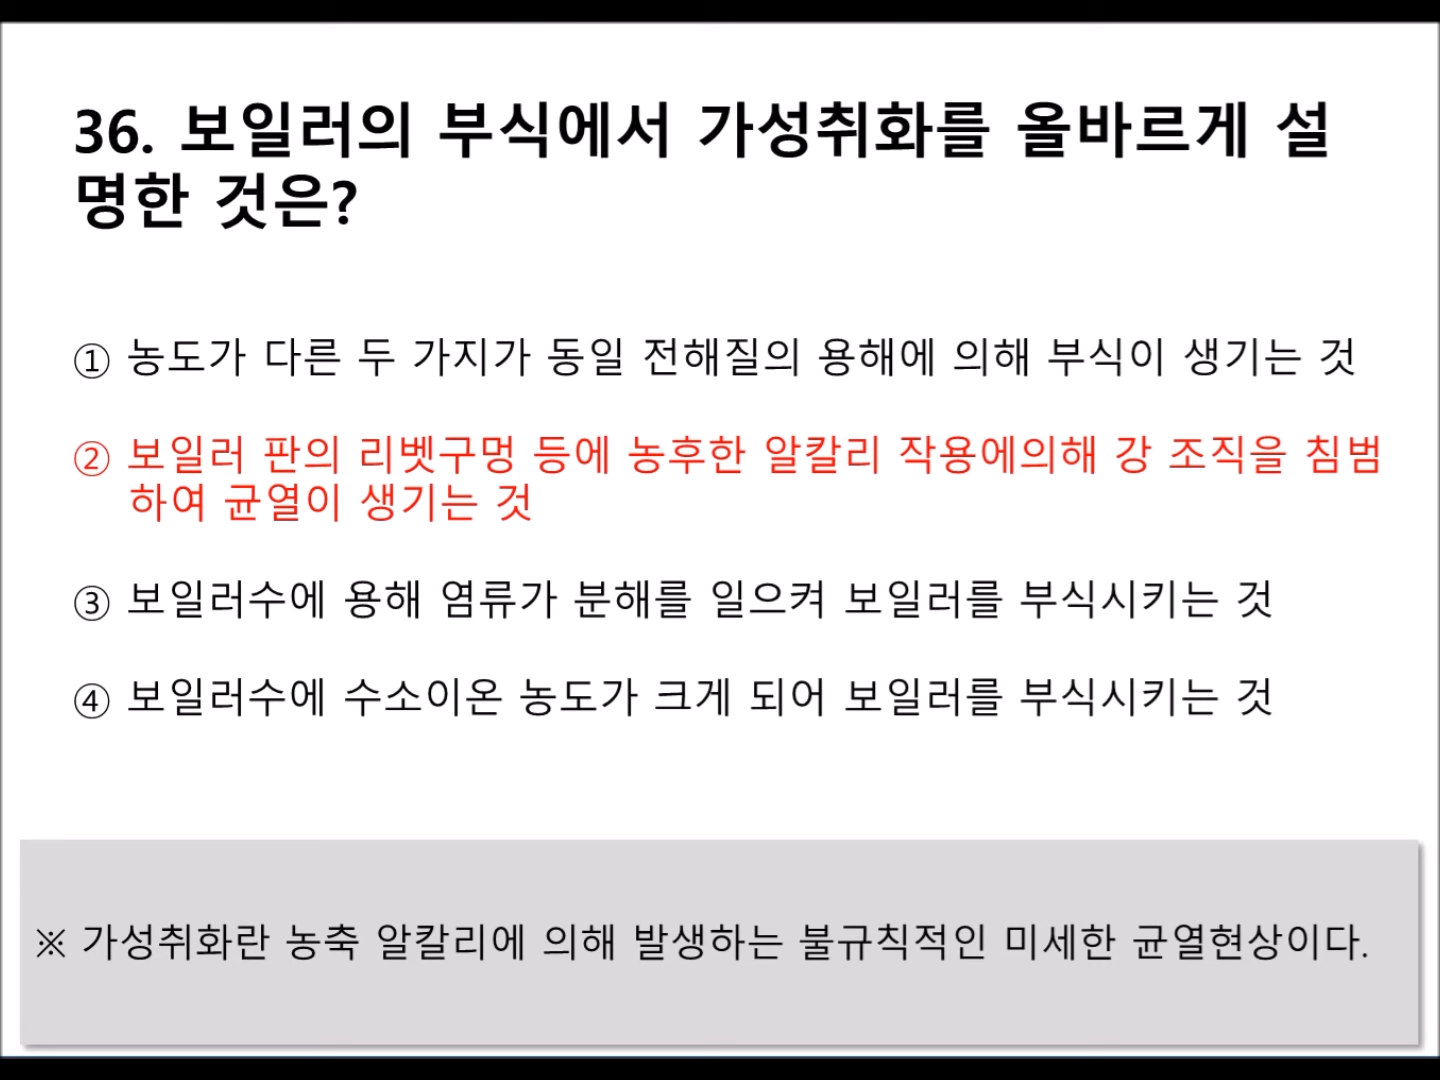 36. 보일러의 부식에서 가성취화를 올바르게 설
명한 것은?
① 농도가 다른 두 가지가 동일 전해질의 용해에 의해 부식이 생기는 것
② 보일러 판의 리벳구멍 등에 농후한 알칼리 작용에의해 강 조직을 침범
하여 균열이 생기는 것
③ 보일러수에 용해 염류가 분해를 일으켜 보일러를 부식시키는 것
④ 보일러수에 수소이온 농도가 크게 되어 보일러를 부식시키는 것
※ 가성취화란 농축 알칼리에 의해 발생하는 불규칙적인 미세한 균열현상이다.